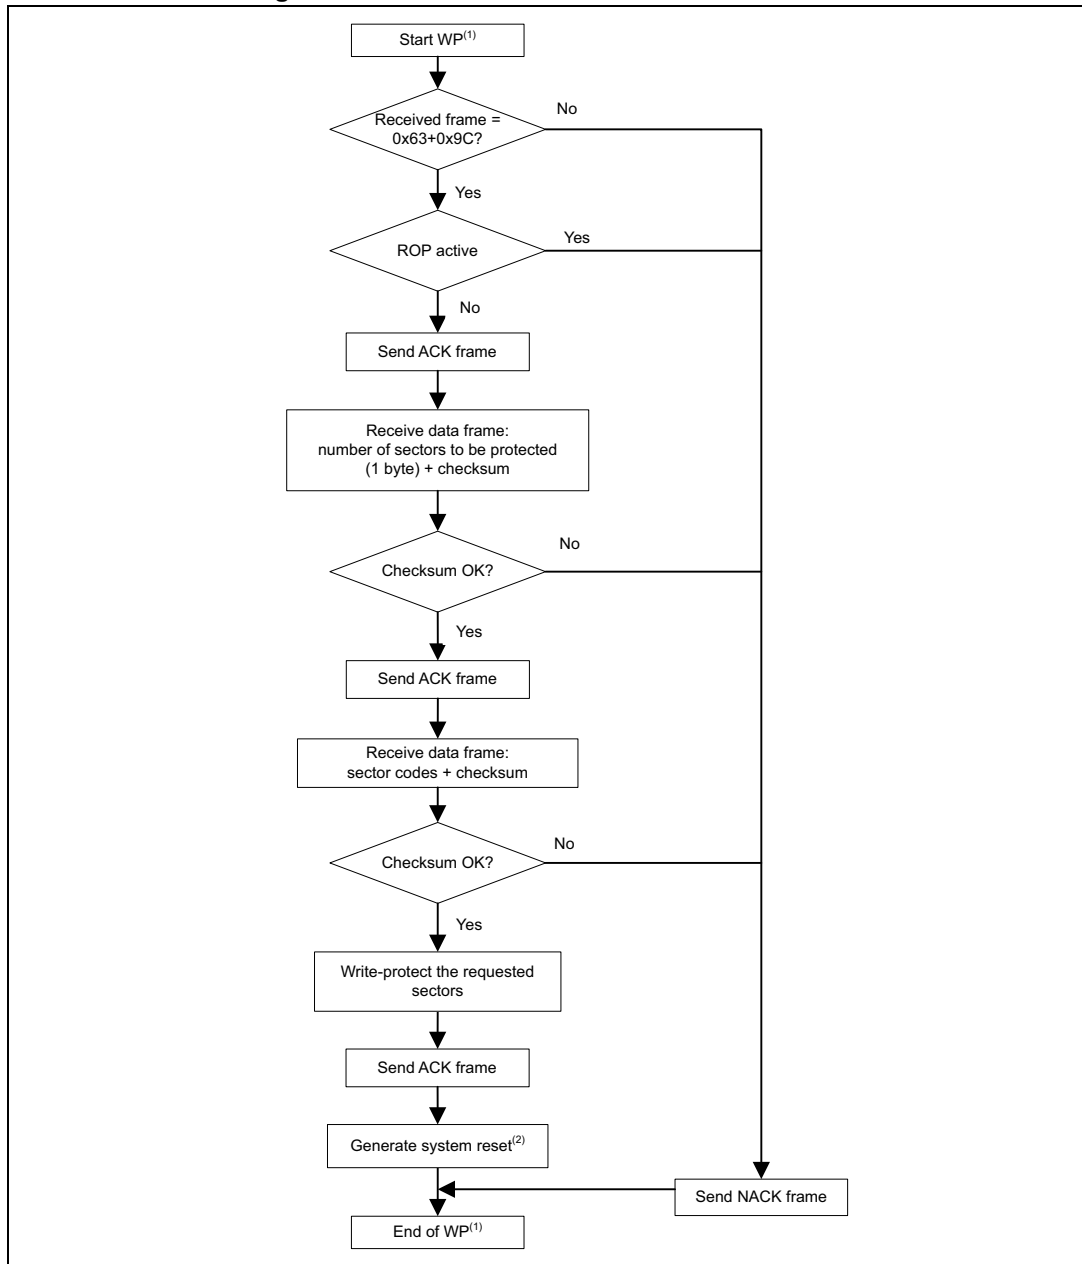 Start WP(1)
No
Received frame =
0x63+0x9C?
Yes
Yes
ROP active
No
Send ACK frame
Receive data frame:
number of sectors to be protected
(1 byte) + checksum
No
Checksum OK?
Yes
Send ACK frame
Receive data frame:
sector codes + checksum
No
Checksum OK?
Yes
Write-protect the requested
sectors
Send ACK frame
Generate system reset(2)
Send NACK frame
End of WP(1)